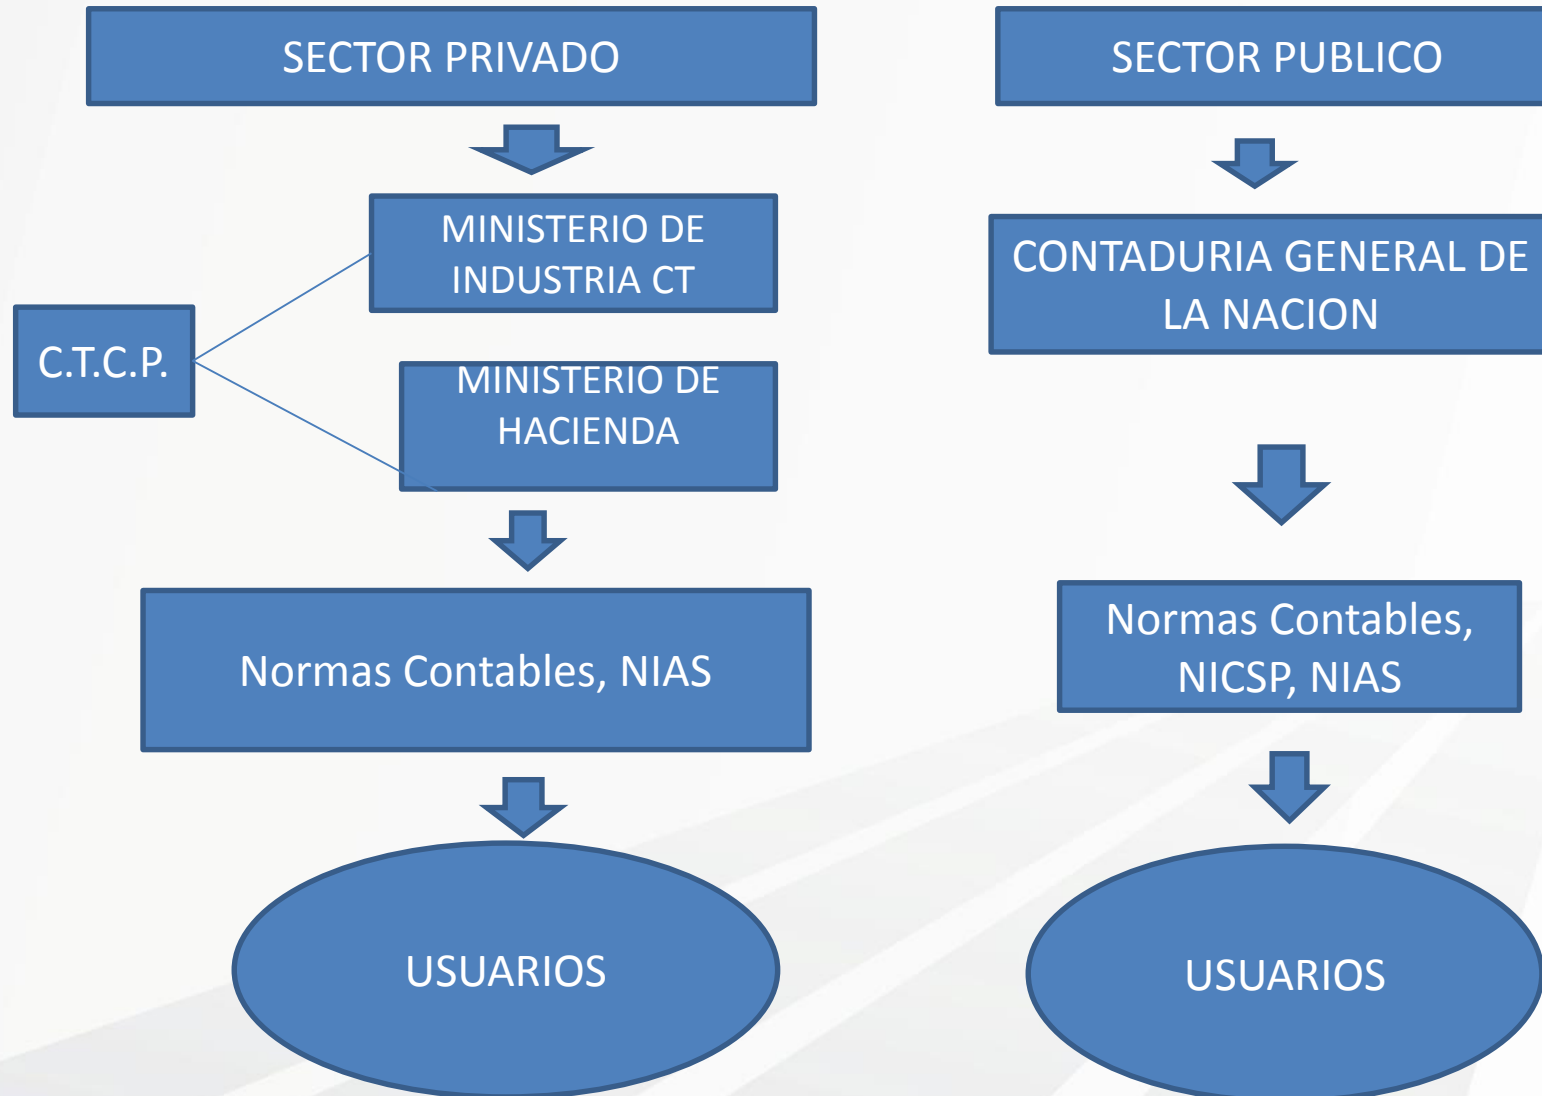 SECTOR PRIVADO
MINISTERIO DE
INDUSTRIA CT
C.T.C.P.
MINISTERIO DE
HACIENDA
Normas Contables, NIAS
USUARIOS
SECTOR PUBLICO
CONTADURIA GENERAL DE
LA NACION
Normas Contables,
NICSP, NIAS
USUARIOS